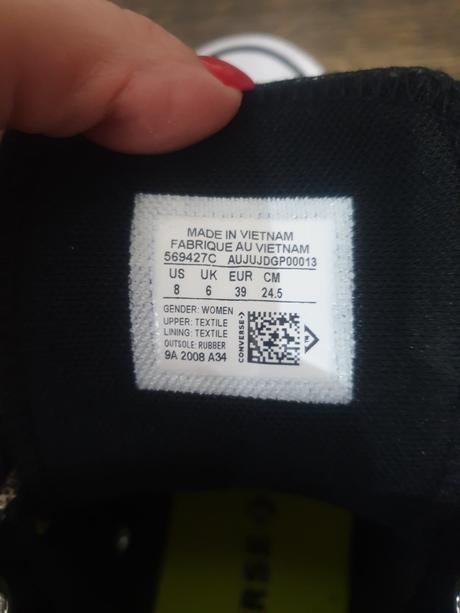 MADE IN VIETNAM
FABRIQUE AU VIETNAM
569427C AUJUJDGP00013
US UK EUR CM
8 6 39 24.5
GENDER: WOMEN
UPPER: TEXTILE
LINING: TEXTILE
OUTSOLE: RUBBER
9A 2008 A34
CONVERSE
ERSE